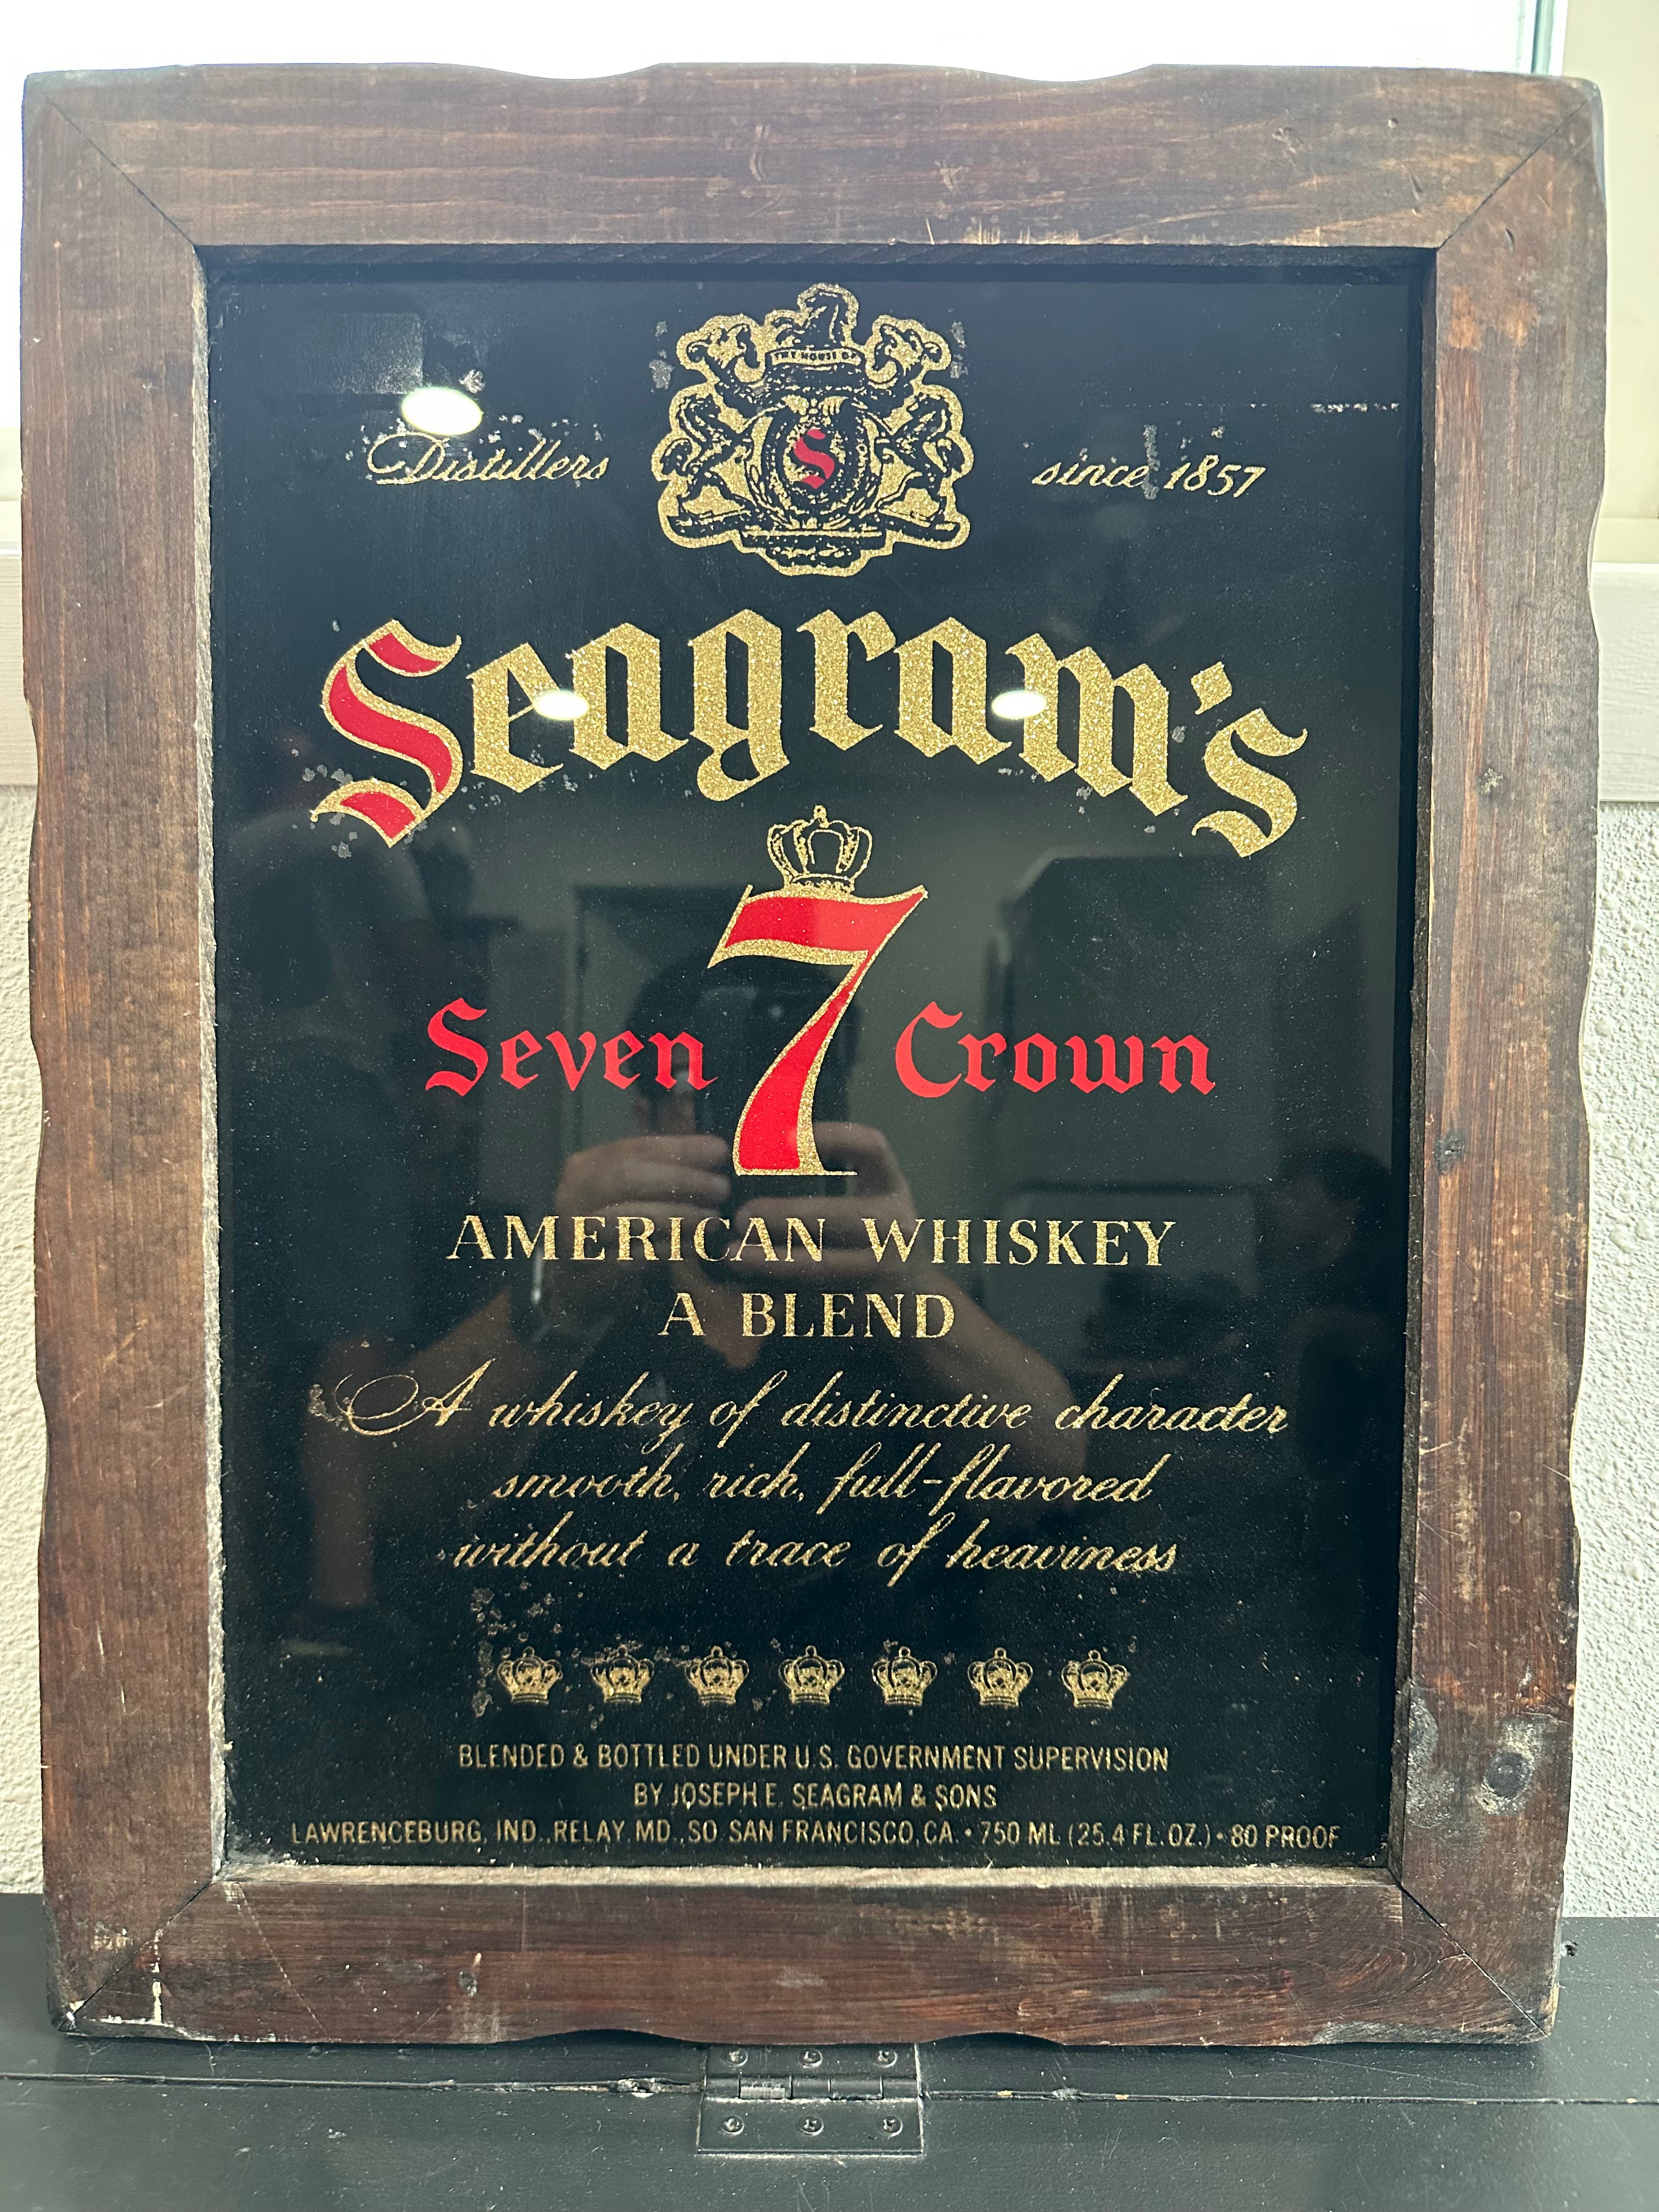 THE HOUSE OF
S
Distillers since 1857
Seagram's
7
Seven Crown
AMERICAN WHISKEY
A BLEND
A whiskey of distinctive character
smooth, rich, full-flavored
without a trace of heaviness
BLENDED & BOTTLED UNDER U.S. GOVERNMENT SUPERVISION
BY JOSEPH E. SEAGRAM & SONS
LAWRENCEBURG, IND., RELAY, MD., SO. SAN FRANCISCO, CA. • 750 ML (25.4 FL. OZ.) • 80 PROOF